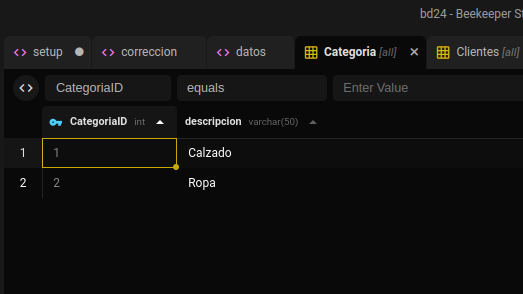 bd24 - Beekeeper St
<> setup <> correccion <> datos Categoria [all] × Clientes [all]
<> CategoriaID equals Enter Value
CategoriaID int descripcion varchar(50)
1 1 Calzado
2 2 Ropa